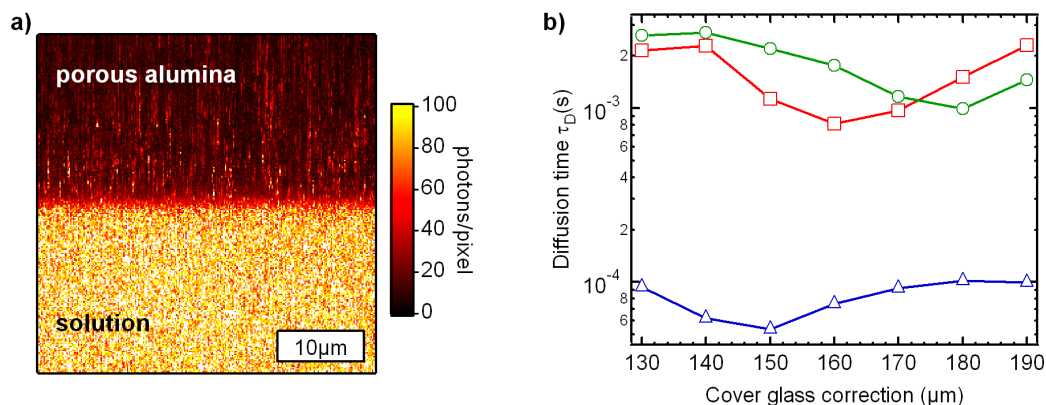 a)
porous alumina
solution
10µm
100
80
60
40
20
0
photons/pixel
b)
Diffusion time τ_D(s)
2
10⁻³
8
6
4
2
10⁻⁴
8
6
130 140 150 160 170 180 190
Cover glass correction (µm)